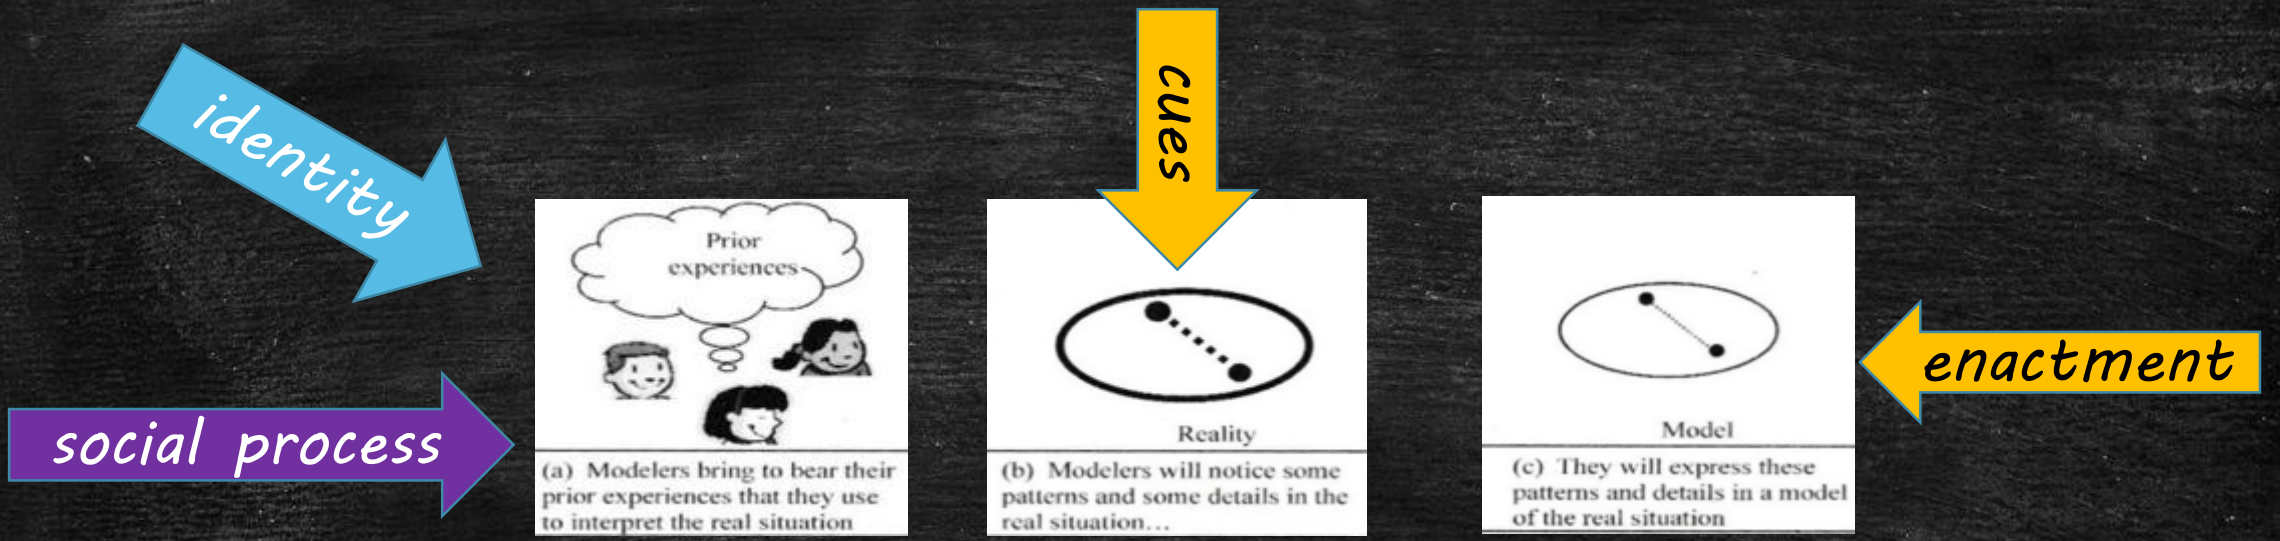 identity
social process
cues
enactment
Prior
experiences
(a) Modelers bring to bear their
prior experiences that they use
to interpret the real situation
Reality
(b) Modelers will notice some
patterns and some details in the
real situation...
Model
(c) They will express these
patterns and details in a model
of the real situation